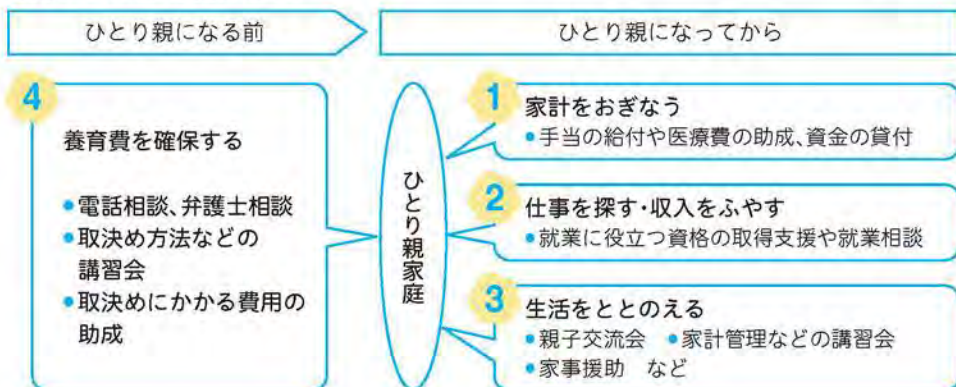 ひとり親になる前
ひとり親になってから
4
養育費を確保する
●電話相談、弁護士相談
●取決め方法などの
講習会
●取決めにかかる費用の
助成
ひとり親家庭
1
家計をおぎなう
●手当の給付や医療費の助成、資金の貸付
2
仕事を探す・収入をふやす
●就業に役立つ資格の取得支援や就業相談
3
生活をととのえる
●親子交流会 ●家計管理などの講習会
●家事援助 など